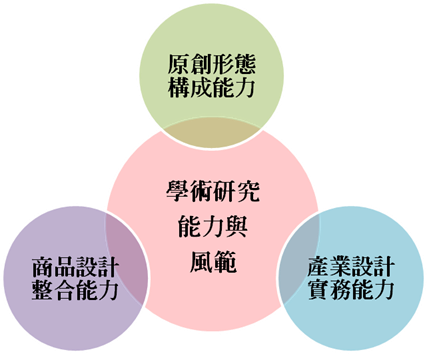 原創形態
構成能力
學術研究
能力與
風範
商品設計
整合能力
產業設計
實務能力